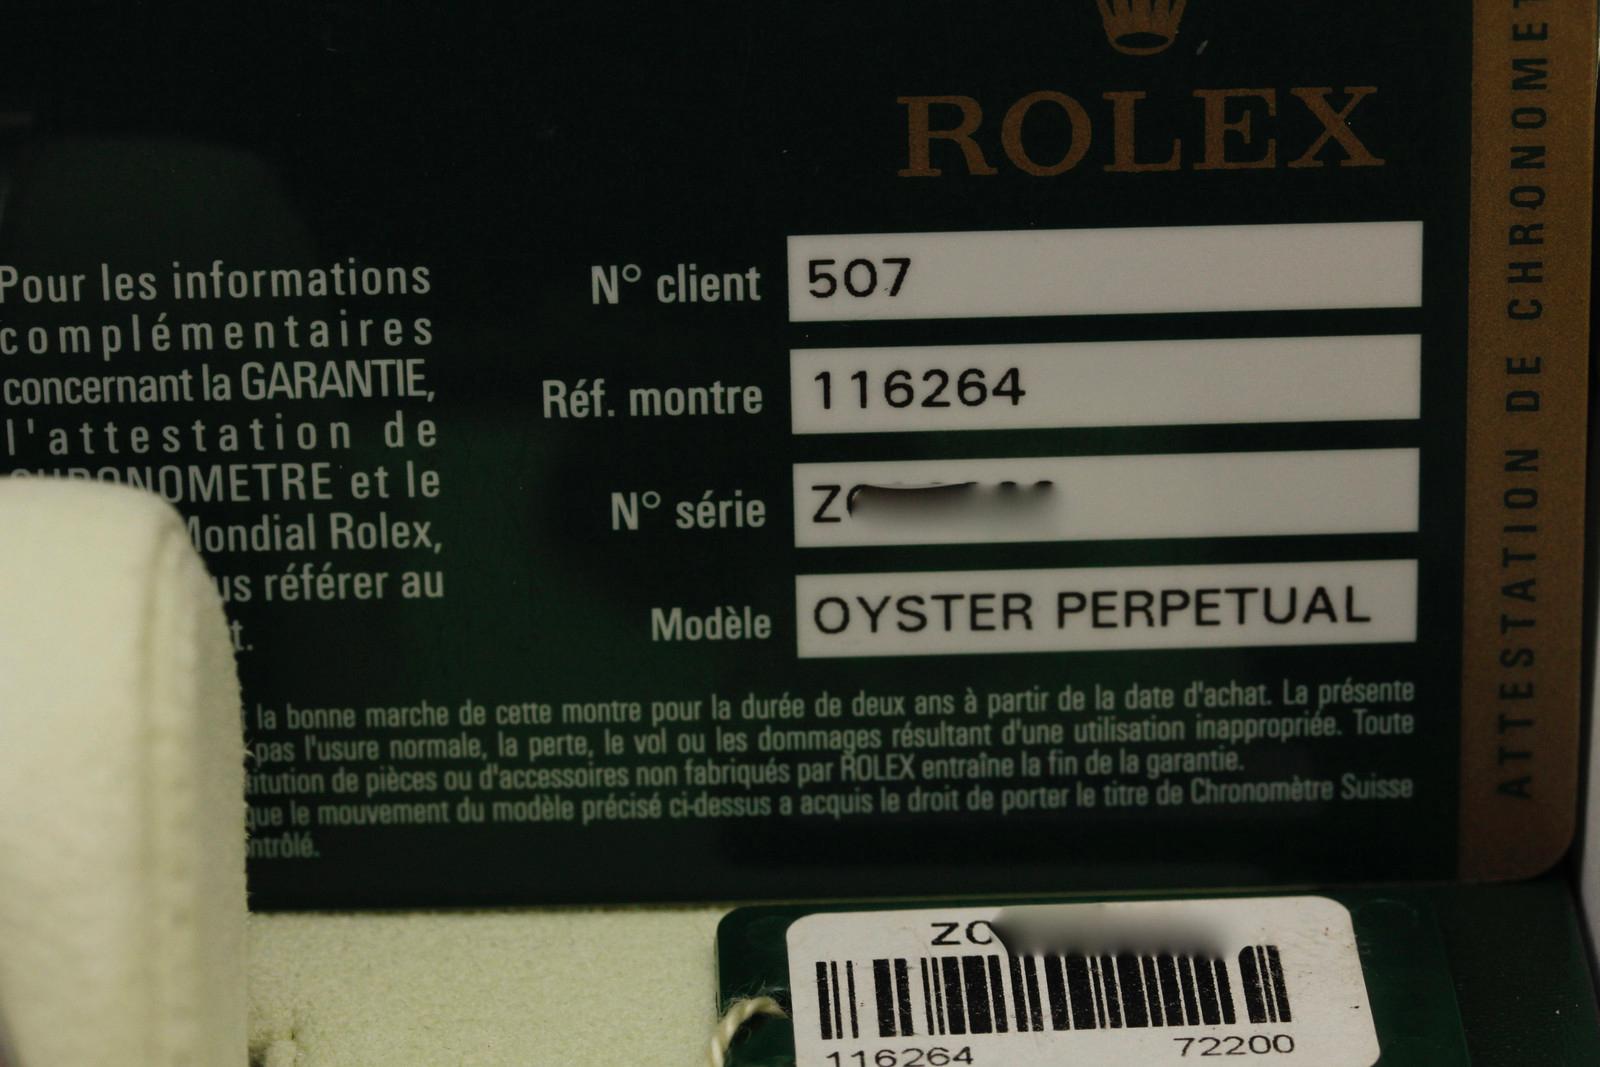 ROLEX
Pour les informations
complémentaires
concernant la GARANTIE,
l'attestation de
CHRONOMETRE et le
Mondial Rolex,
référer au
N° client 507
Réf. montre 116264
N° série Z
Modèle OYSTER PERPETUAL
la bonne marche de cette montre pour la durée de deux ans à partir de la date d'achat. La présente
pas l'usure normale, la perte, le vol ou les dommages résultant d'une utilisation inappropriée. Toute
de pièces ou d'accessoires non fabriqués par ROLEX entraîne la fin de la garantie.
que le mouvement du modèle précisé ci-dessus a acquis le droit de porter le titre de Chronomètre Suisse
ATTESTATION DE CHRONOMET
Z
116264 72200